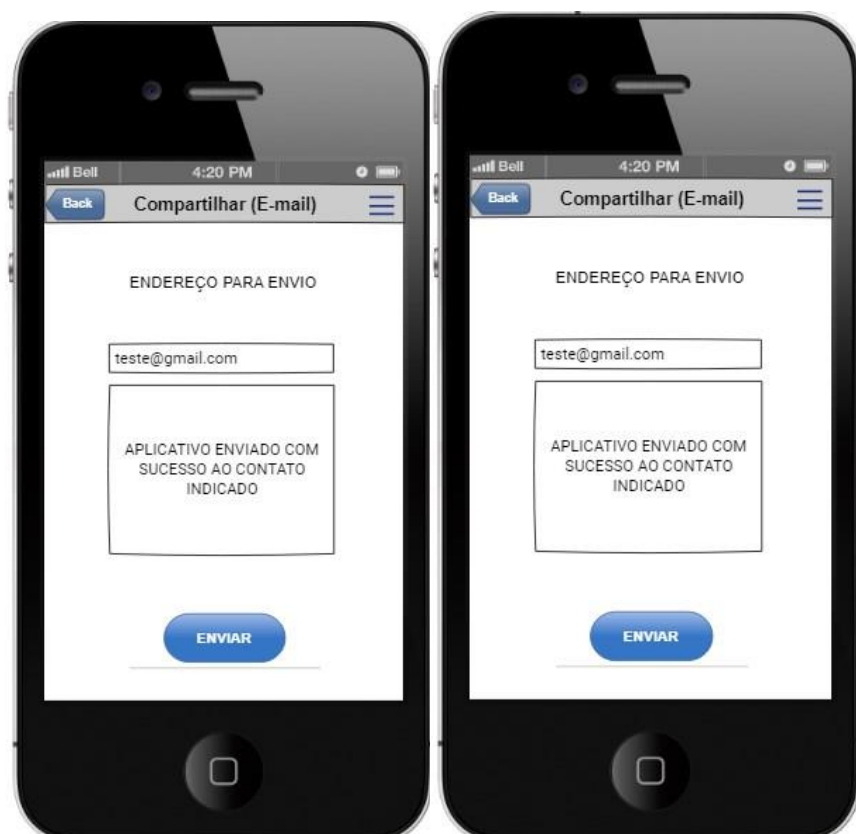 Bell 4:20 PM
Back Compartilhar (E-mail)
ENDEREÇO PARA ENVIO
teste@gmail.com
APLICATIVO ENVIADO COM
SUCESSO AO CONTATO
INDICADO
ENVIAR
Bell 4:20 PM
Back Compartilhar (E-mail)
ENDEREÇO PARA ENVIO
teste@gmail.com
APLICATIVO ENVIADO COM
SUCESSO AO CONTATO
INDICADO
ENVIAR